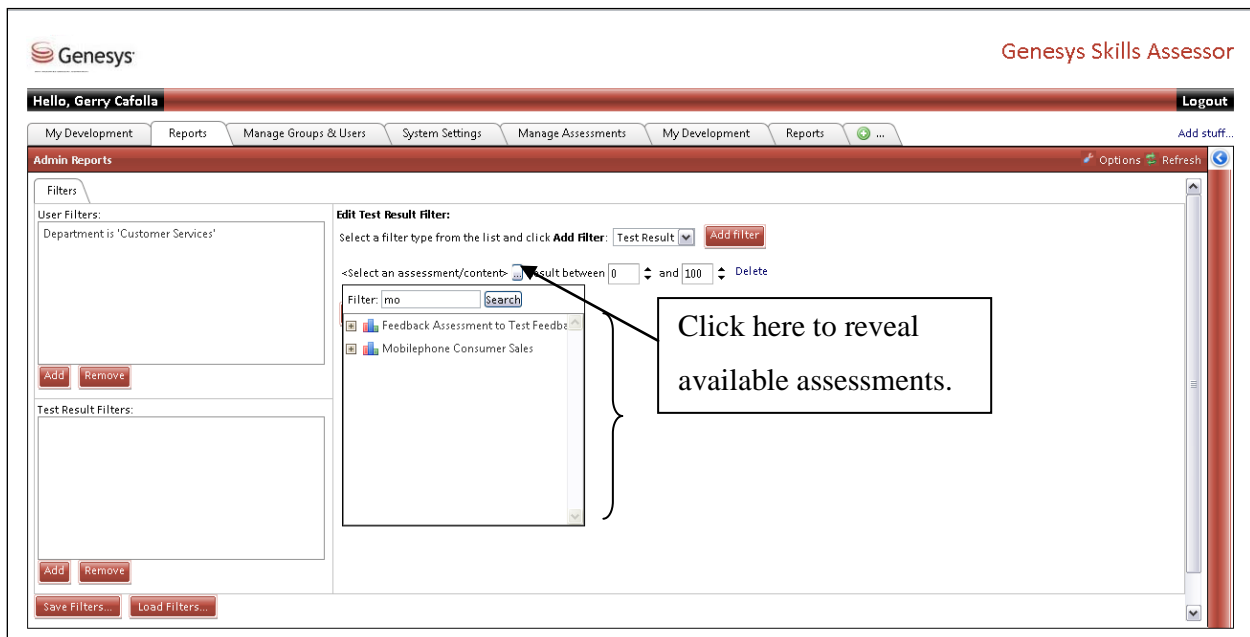 Genesys
Genesys Skills Assessor
Hello, Gerry Cafolla
Logout
My Development Reports Manage Groups & Users System Settings Manage Assessments My Development Reports ...
Add stuff...
Admin Reports
Options Refresh
Filters
User Filters:
Department is 'Customer Services'
Add Remove
Test Result Filters:
Add Remove
Save Filters... Load Filters...
Edit Test Result Filter:
Select a filter type from the list and click Add Filter: Test Result Add filter
<Select an assessment/content> ... result between 0 and 100 Delete
Filter: mo Search
Feedback Assessment to Test Feedba
Mobilephone Consumer Sales
Click here to reveal
available assessments.